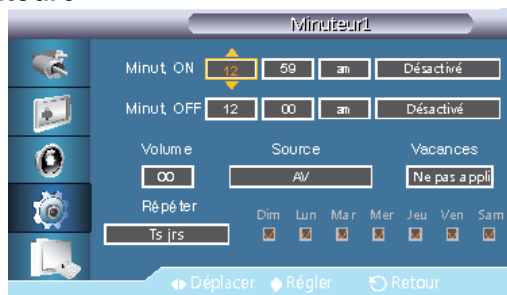 Minuteur1
Minut. ON 12 59 am Désactivé
Minut. OFF 12 00 am Désactivé
Volume Source Vacances
00 AV Ne pas appli
Répéter Dim Lun Mar Mer Jeu Ven Sam
Ts jrs
Déplacer Régler Retour